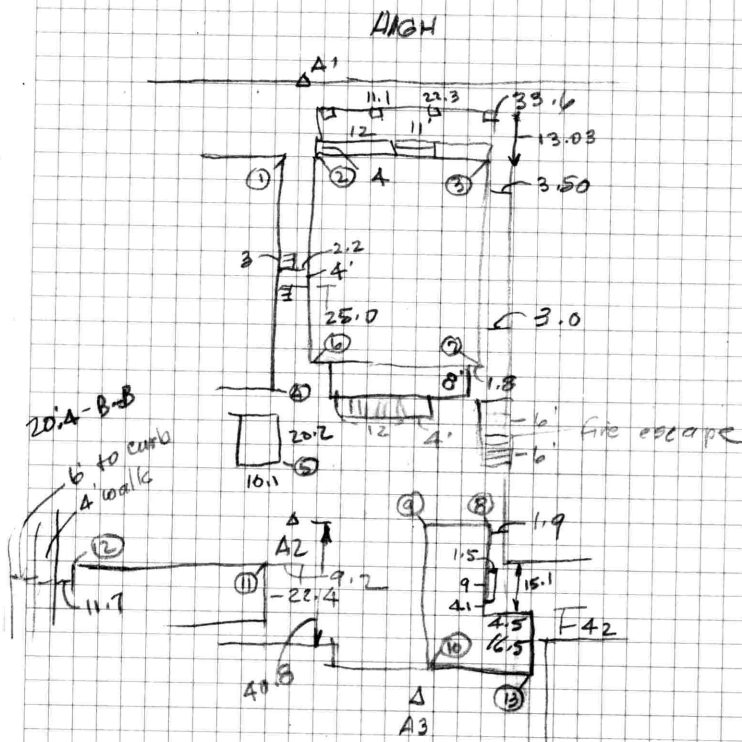 HIGH
A1
11.1 22.3 33.6
12 11' 13.03
1 2 4 3 3.50
3 2.2
4'
25.0 3.0
6 7
8' 1.8
4
20.4 - B-B
20.2 12 4' 6' fire escape
6' to curb 5 6'
4' walk 10.1
9 8 1.9
12 A2 1.5
11 9.2 9 15.1
11.7 22.4 4.1
4.5 F42
16.5
40.8 10
13
A3